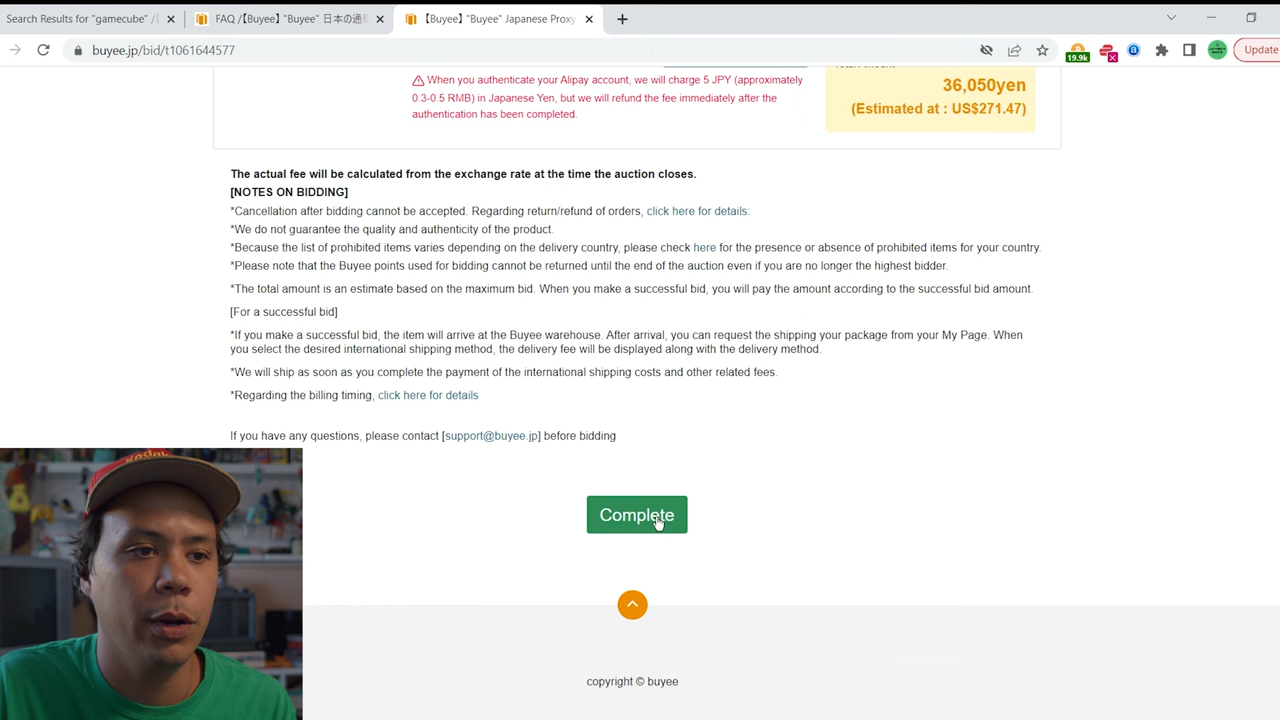 Search Results for "gamecube" /【
FAQ /【Buyee】 "Buyee" 日本の通
【Buyee】 "Buyee" Japanese Proxy
buyee.jp/bid/t1061644577
19.9k
Update
When you authenticate your Alipay account, we will charge 5 JPY (approximately
0.3-0.5 RMB) in Japanese Yen, but we will refund the fee immediately after the
authentication has been completed.
36,050yen
(Estimated at : US$271.47)
The actual fee will be calculated from the exchange rate at the time the auction closes.
[NOTES ON BIDDING]
*Cancellation after bidding cannot be accepted. Regarding return/refund of orders, click here for details:
*We do not guarantee the quality and authenticity of the product.
*Because the list of prohibited items varies depending on the delivery country, please check here for the presence or absence of prohibited items for your country.
*Please note that the Buyee points used for bidding cannot be returned until the end of the auction even if you are no longer the highest bidder.
*The total amount is an estimate based on the maximum bid. When you make a successful bid, you will pay the amount according to the successful bid amount.
[For a successful bid]
*If you make a successful bid, the item will arrive at the Buyee warehouse. After arrival, you can request the shipping your package from your My Page. When
you select the desired international shipping method, the delivery fee will be displayed along with the delivery method.
*We will ship as soon as you complete the payment of the international shipping costs and other related fees.
*Regarding the billing timing, click here for details
If you have any questions, please contact [support@buyee.jp] before bidding
Kodak
Complete
copyright © buyee